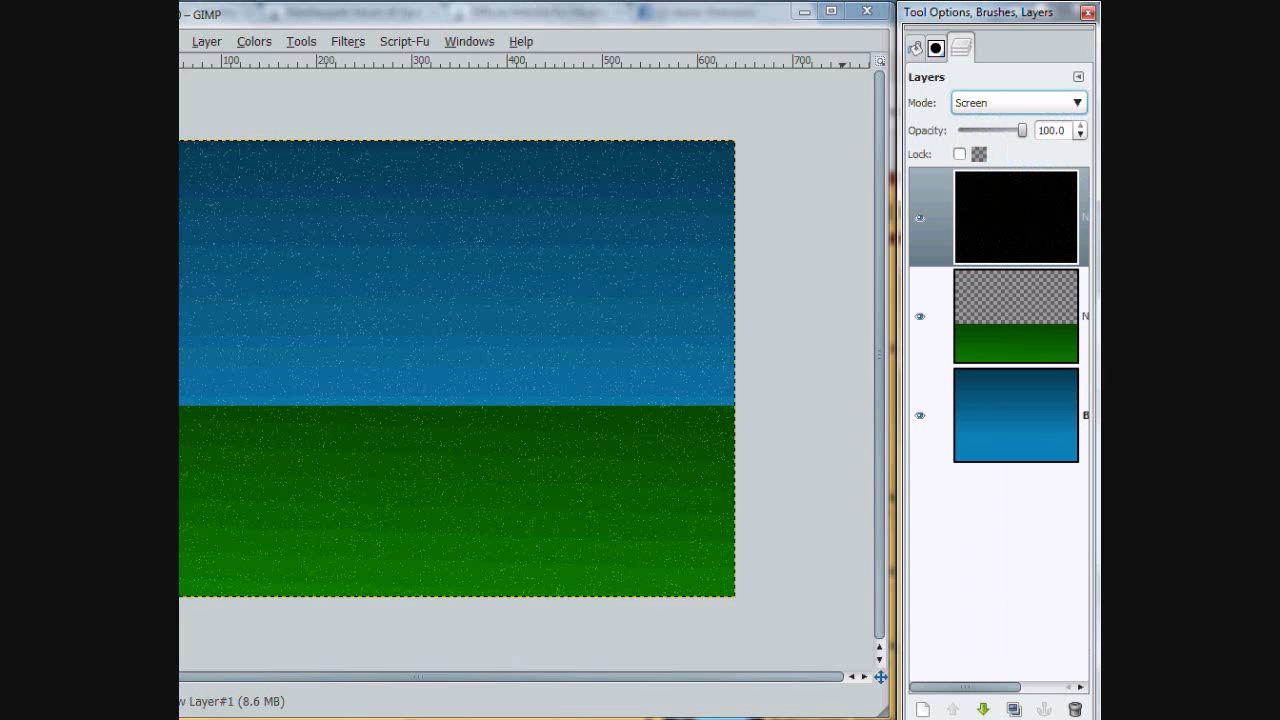 – GIMP
Tool Options, Brushes, Layers
Layer Colors Tools Filters Script-Fu Windows Help
100 200 300 400 500 600 700
Layers
Mode: Screen
Opacity: 100.0
Lock:
N
N
B
w Layer#1 (8.6 MB)